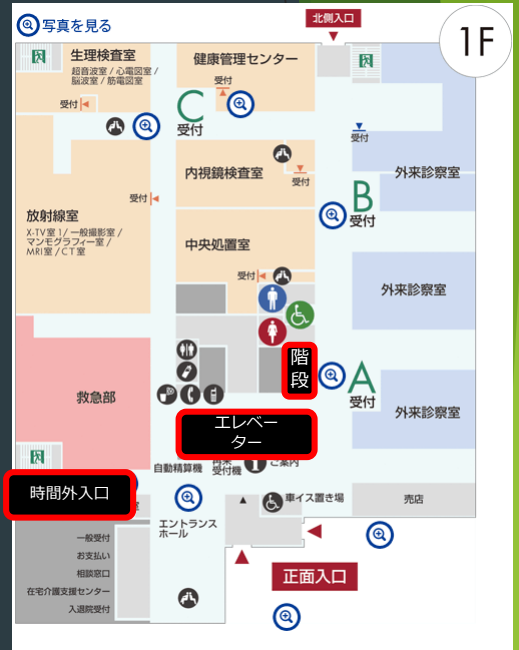 写真を見る
北側入口
1F
生理検査室
超音波室／心電図室／
脳波室／筋電図室
受付
健康管理センター
受付
C
受付
受付
内視鏡検査室
受付
外来診察室
B
受付
受付
放射線室
X-TV室1/一般撮影室/
マンモグラフィー室/
MRI室/CT室
中央処置室
受付
外来診察室
階
段
A
受付
救急部
外来診察室
エレベー
ター
自動精算機
受付機
ご案内
時間外入口
室
車イス置き場
売店
エントランス
ホール
一般受付
お支払い
相談窓口
在宅介護支援センター
入退院受付
正面入口